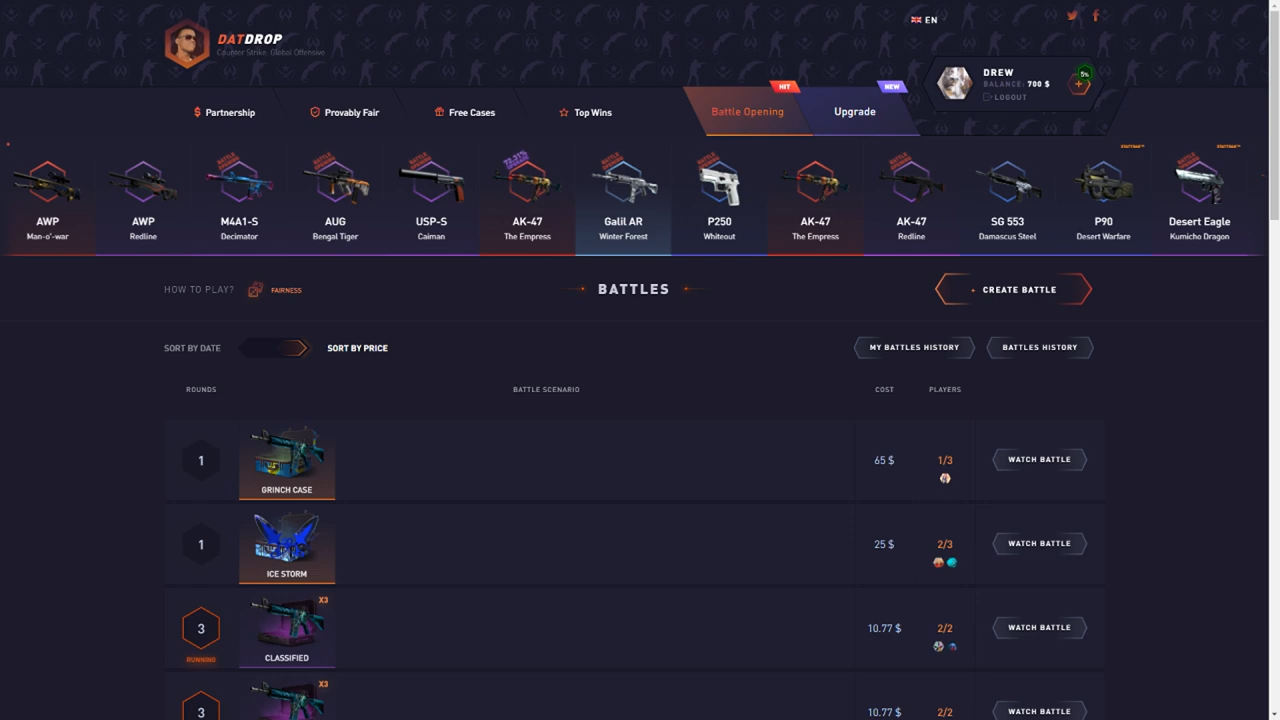 EN
DATDROP
Counter Strike: Global Offensive
DREW
5%
BALANCE: 700 $
LOGOUT
HIT
NEW
Partnership
Provably Fair
Free Cases
Top Wins
Battle Opening
Upgrade
AWP
Man-o'-war
AWP
Redline
M4A1-S
Decimator
AUG
Bengal Tiger
USP-S
Caiman
AK-47
The Empress
Galil AR
Winter Forest
P250
Whiteout
AK-47
The Empress
AK-47
Redline
SG 553
Damascus Steel
P90
Desert Warfare
Desert Eagle
Kumicho Dragon
HOW TO PLAY?
FAIRNESS
BATTLES
+ CREATE BATTLE
SORT BY DATE
SORT BY PRICE
MY BATTLES HISTORY
BATTLES HISTORY
ROUNDS
BATTLE SCENARIO
COST
PLAYERS
1
GRINCH CASE
65 $
1/3
WATCH BATTLE
1
ICE STORM
25 $
2/3
WATCH BATTLE
3
RUNNING
X3
CLASSIFIED
10.77 $
2/2
WATCH BATTLE
3
X3
10.77 $
2/2
WATCH BATTLE